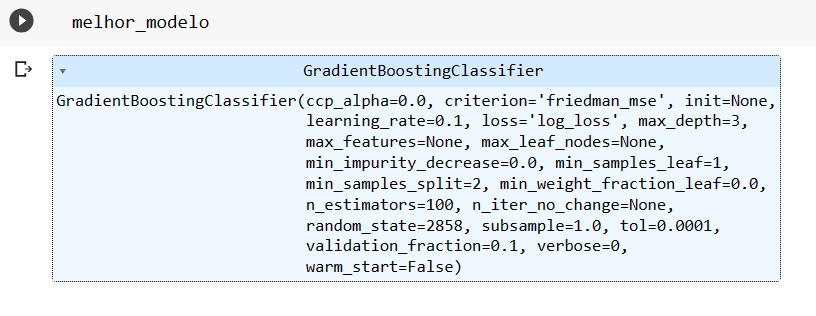 melhor_modelo
GradientBoostingClassifier
GradientBoostingClassifier(ccp_alpha=0.0, criterion='friedman_mse', init=None,
learning_rate=0.1, loss='log_loss', max_depth=3,
max_features=None, max_leaf_nodes=None,
min_impurity_decrease=0.0, min_samples_leaf=1,
min_samples_split=2, min_weight_fraction_leaf=0.0,
n_estimators=100, n_iter_no_change=None,
random_state=2858, subsample=1.0, tol=0.0001,
validation_fraction=0.1, verbose=0,
warm_start=False)